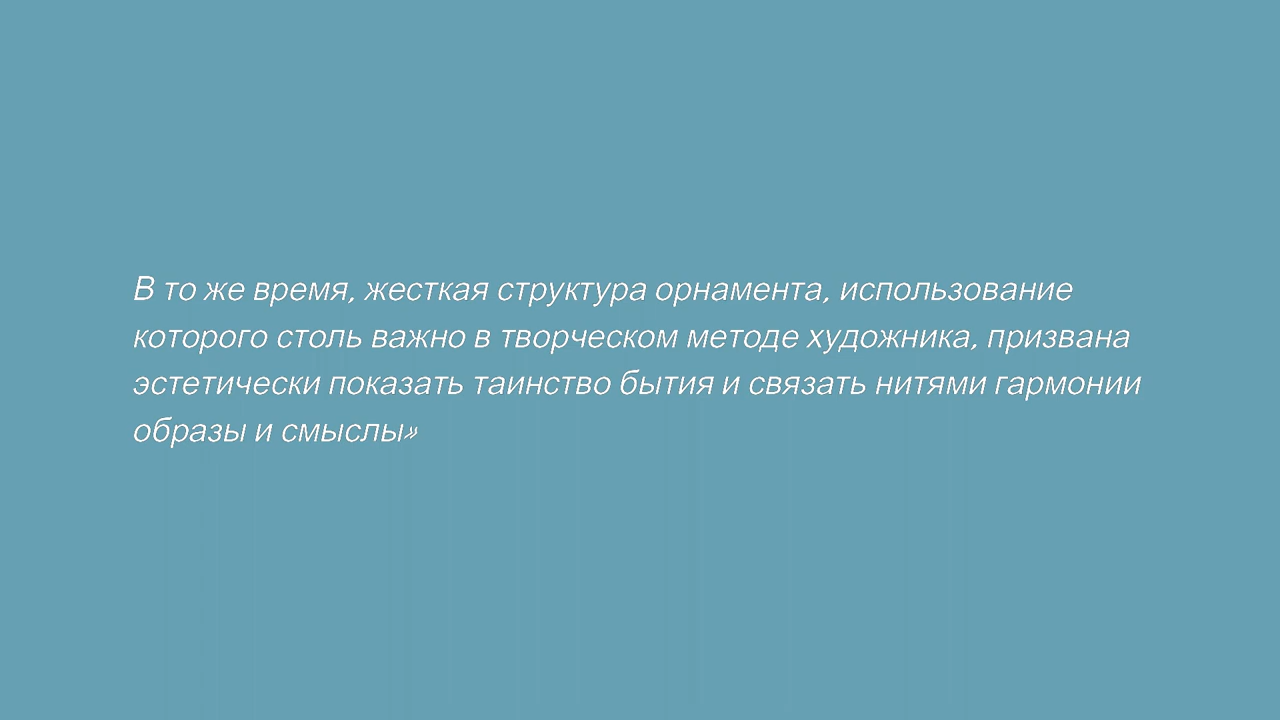 В то же время, жесткая структура орнамента, использование
которого столь важно в творческом методе художника, призвана
эстетически показать таинство бытия и связать нитями гармонии
образы и смыслы»